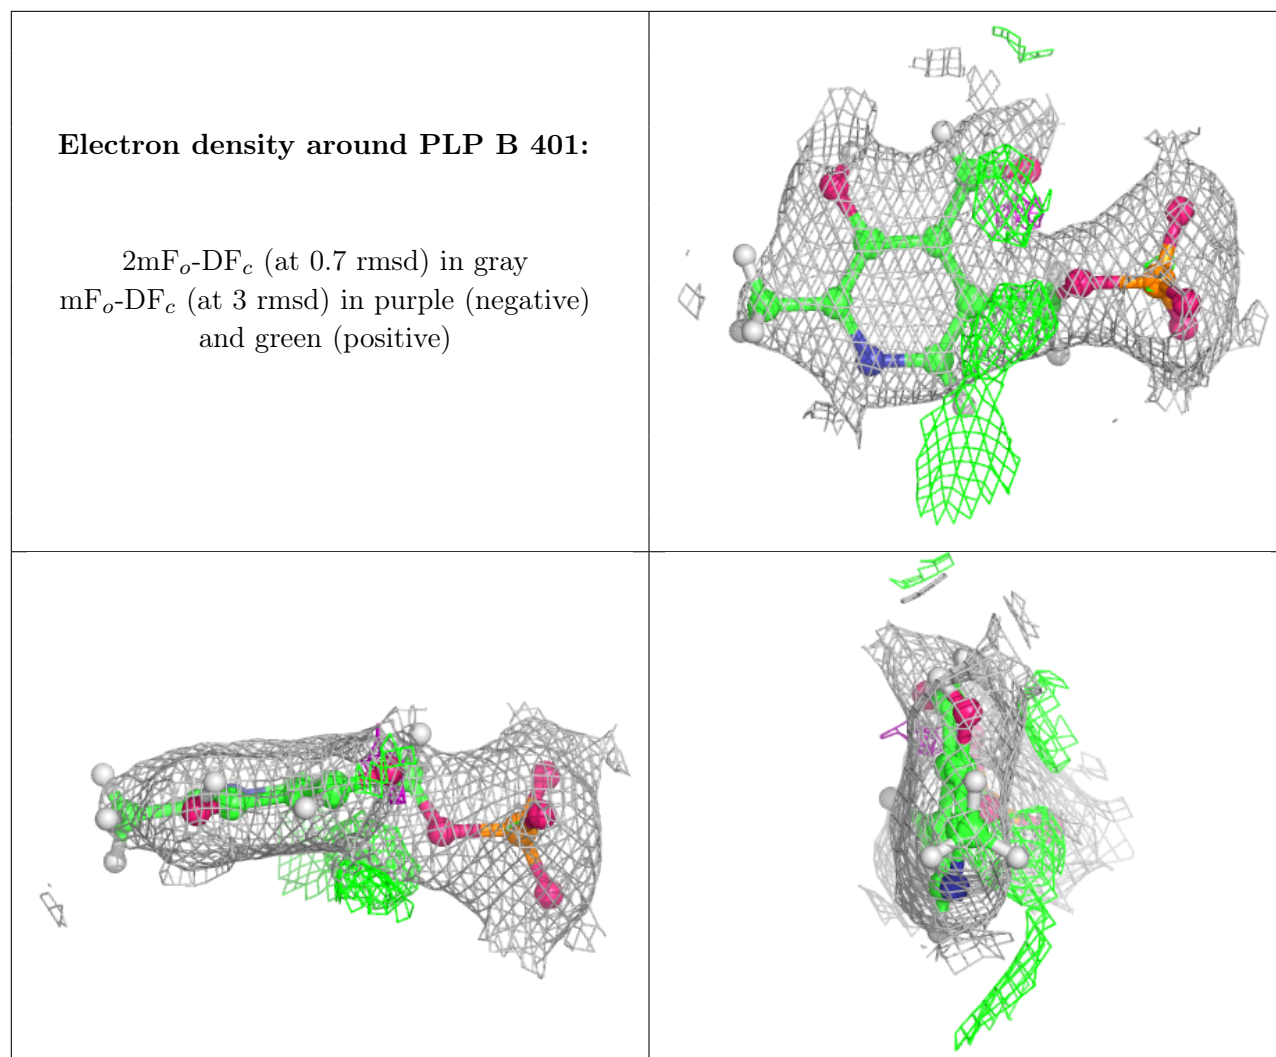 Electron density around PLP B 401:
2mFo-DFc (at 0.7 rmsd) in gray
mFo-DFc (at 3 rmsd) in purple (negative)
and green (positive)